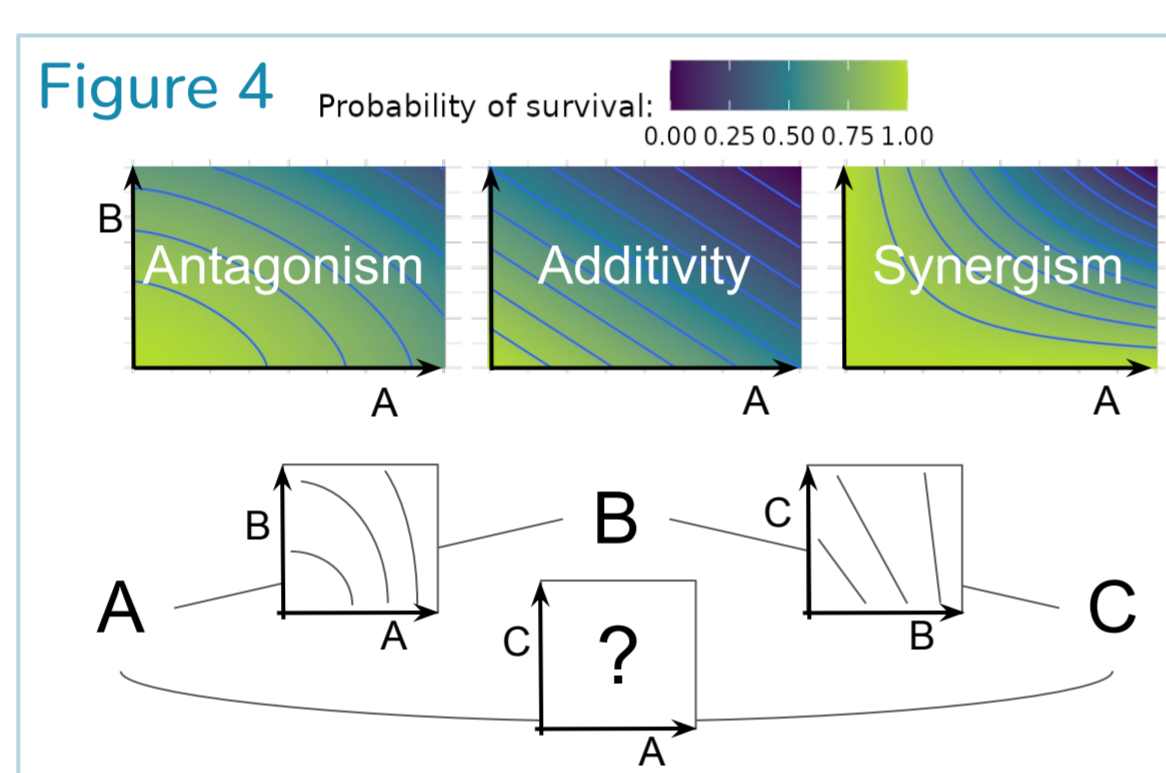 Figure 4
Probability of survival:
0.00 0.25 0.50 0.75 1.00
B
Antagonism
A
Additivity
A
Synergism
A
A
B
A
B
C
B
C
C
?
A